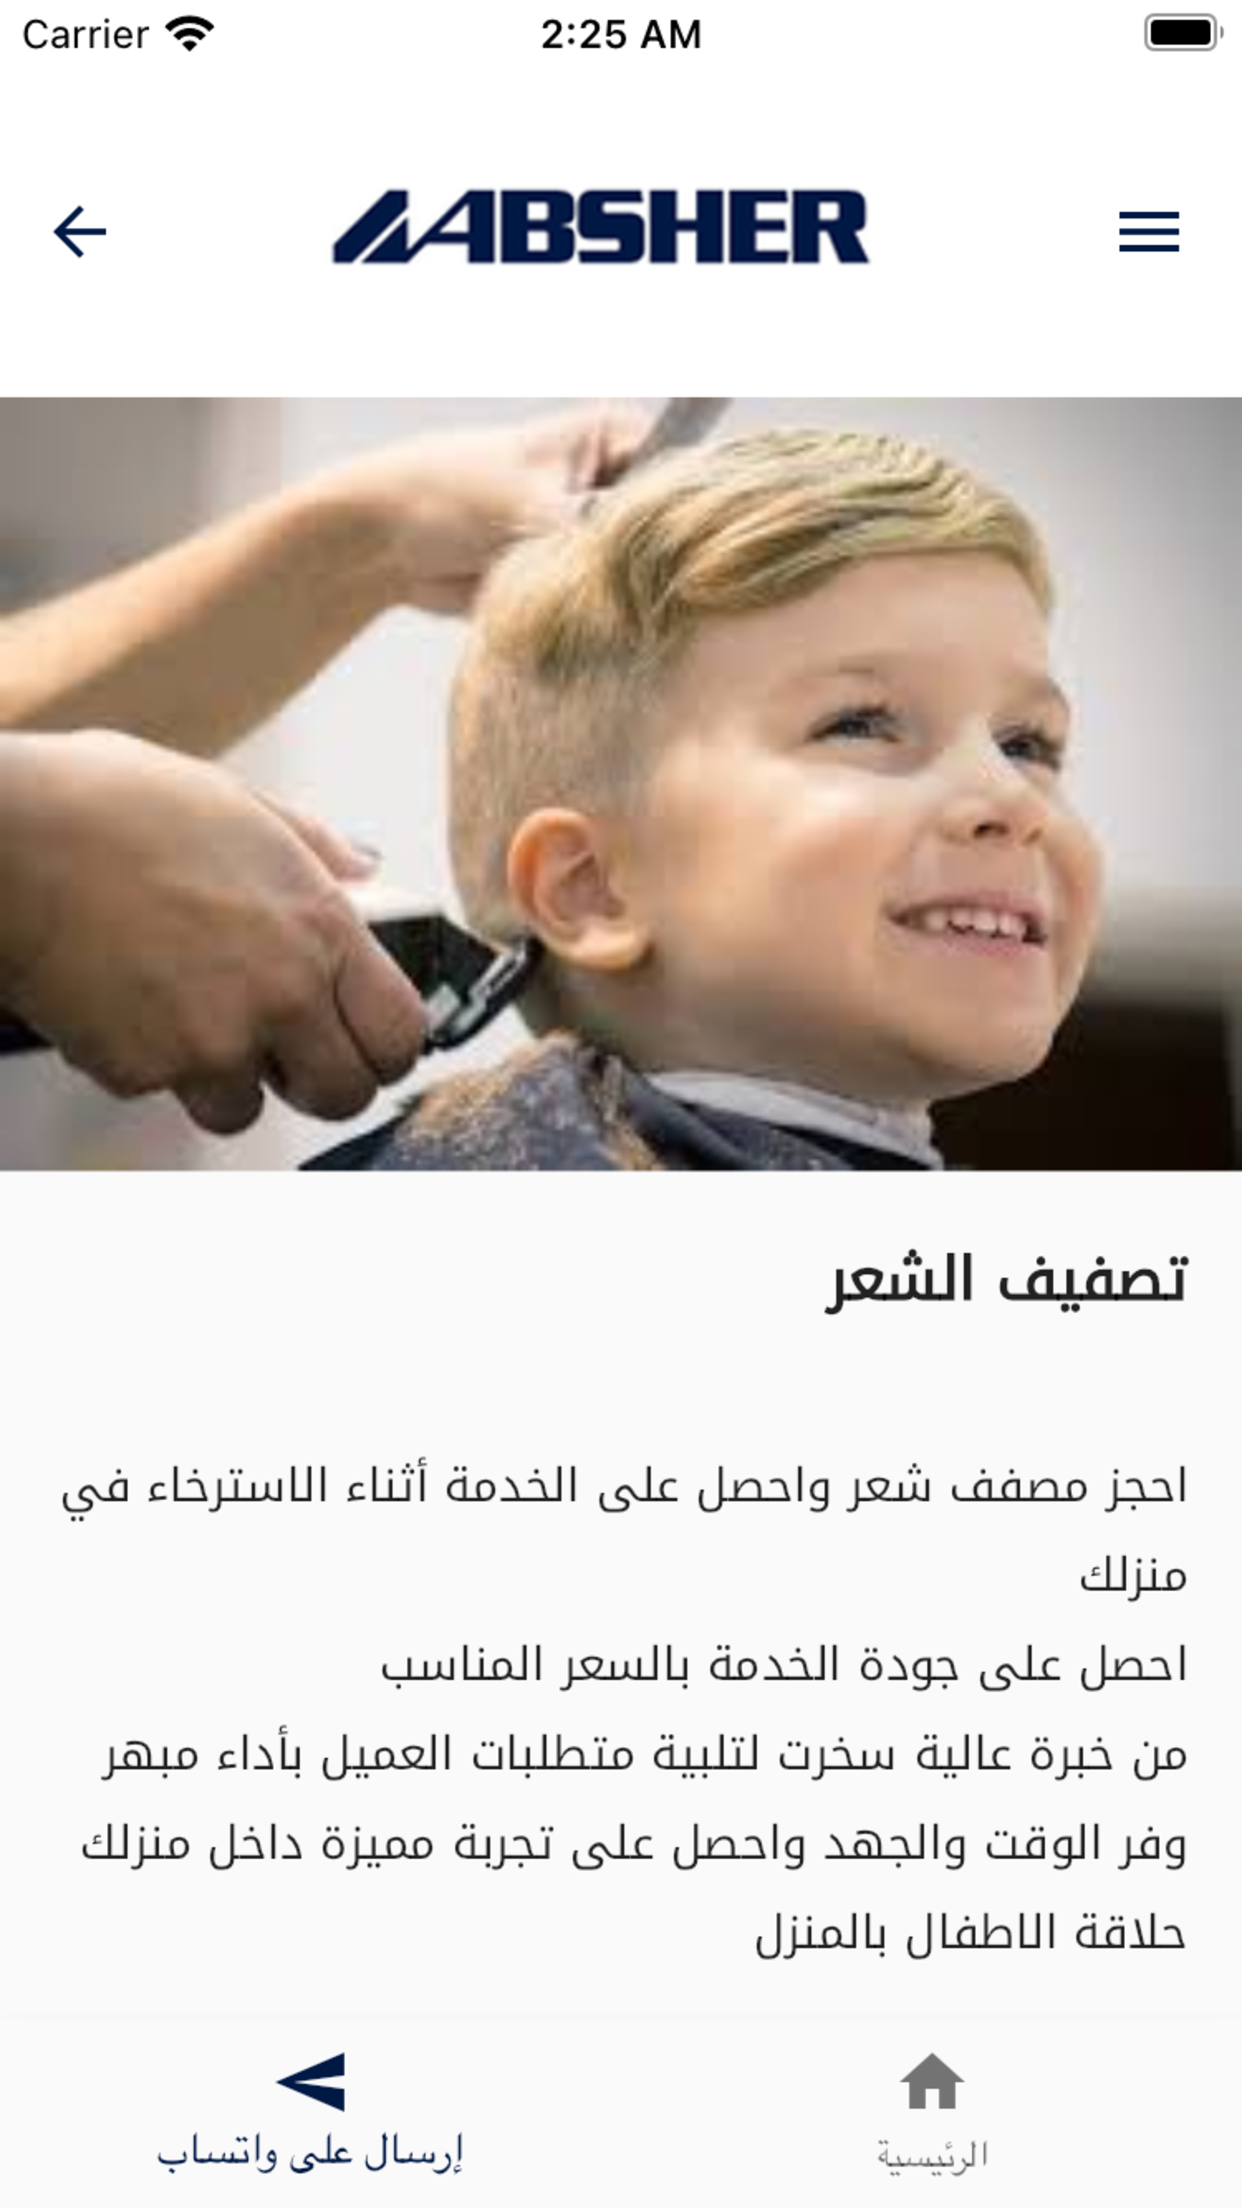 Carrier 2:25 AM
ABSHER
تصفيف الشعر
احجز مصفف شعر واحصل على الخدمة أثناء الاسترخاء في
منزلك
احصل على جودة الخدمة بالسعر المناسب
من خبرة عالية سخرت لتلبية متطلبات العميل بأداء مبهر
وفر الوقت والجهد واحصل على تجربة مميزة داخل منزلك
حلاقة الاطفال بالمنزل
الرئيسية
إرسال على واتساب